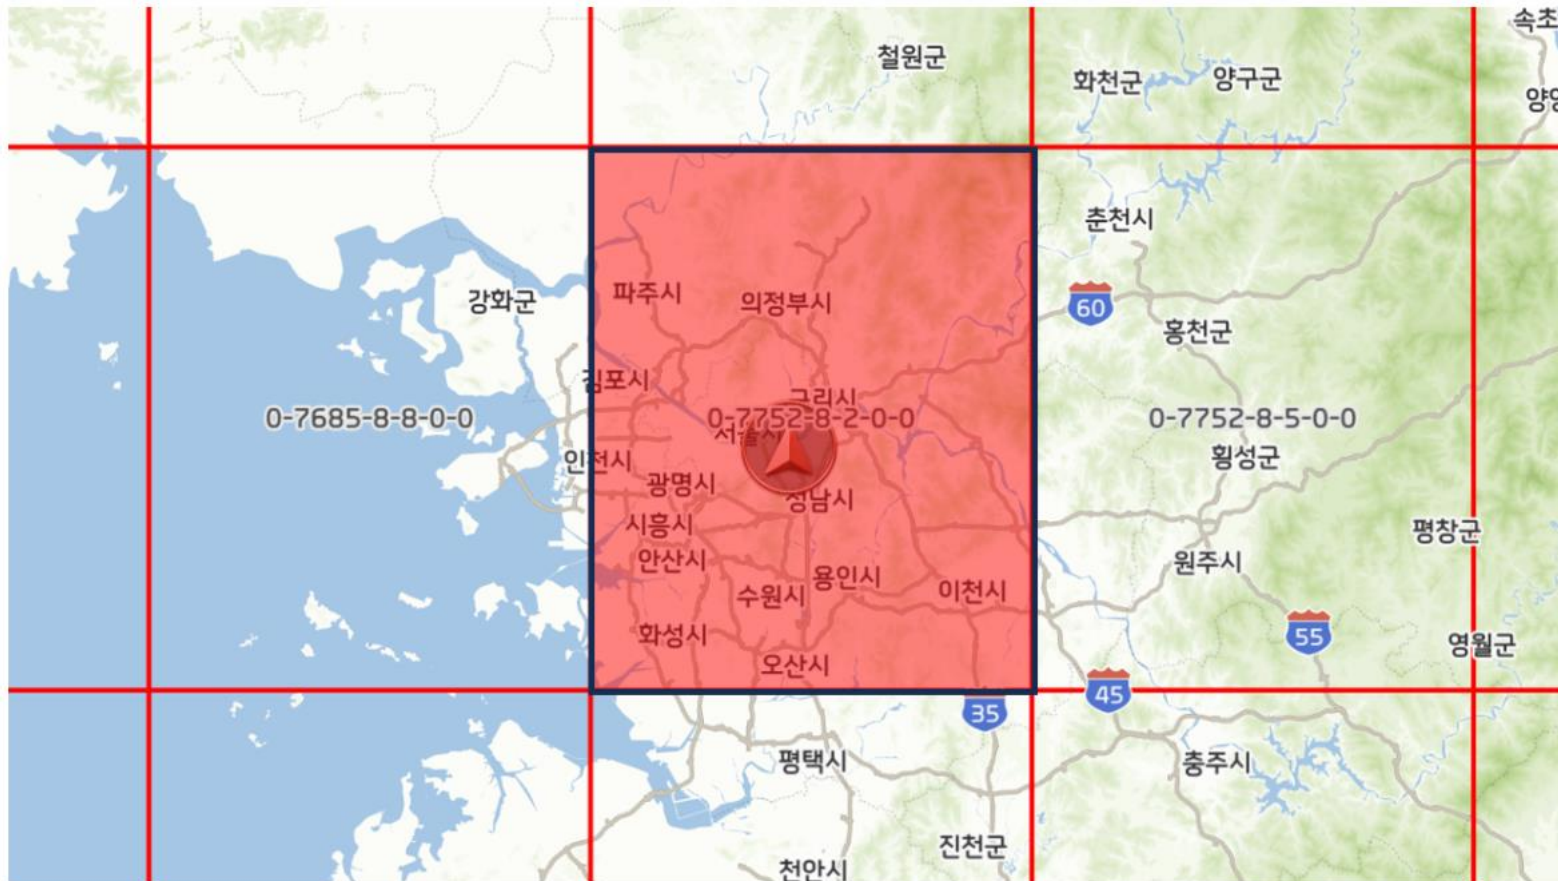 속초
철원군
화천군
양구군
양양
춘천시
파주시
의정부시
강화군
60
홍천군
김포시
구리시
0-7685-8-8-0-0
0-7752-8-2-0-0
0-7752-8-5-0-0
서울시
인천시
횡성군
광명시
성남시
시흥시
평창군
안산시
원주시
용인시
수원시
이천시
화성시
55
영월군
오산시
45
35
평택시
충주시
진천군
천안시